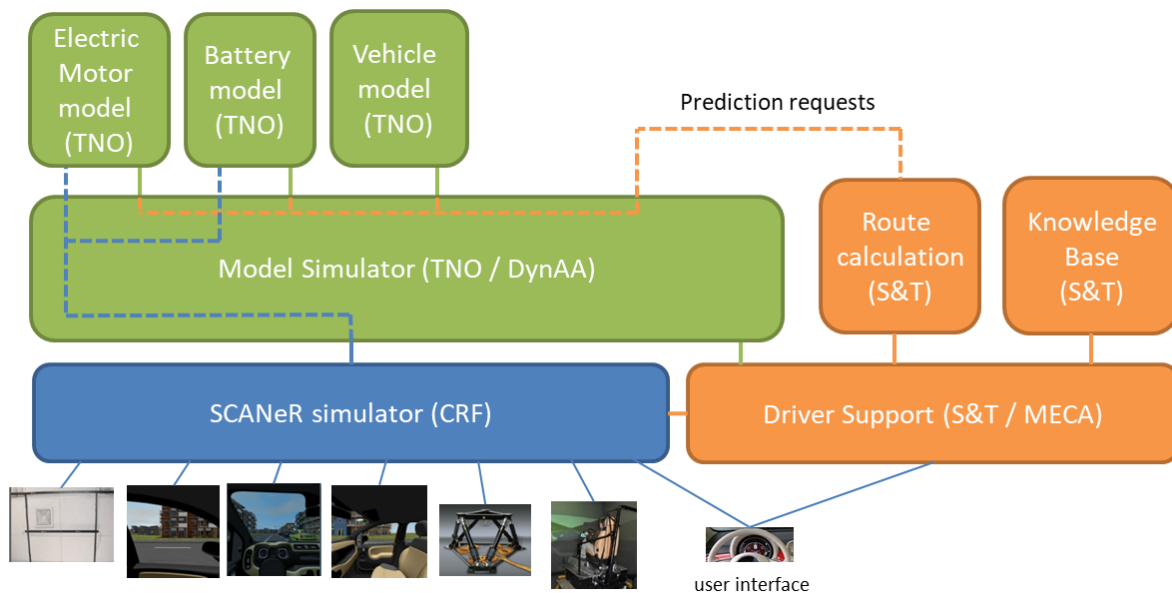 Electric
Motor
model
(TNO)
Battery
model
(TNO)
Vehicle
model
(TNO)
Prediction requests
Route
calculation
(S&T)
Knowledge
Base
(S&T)
Model Simulator (TNO / DynAA)
SCANeR simulator (CRF)
Driver Support (S&T / MECA)
user interface